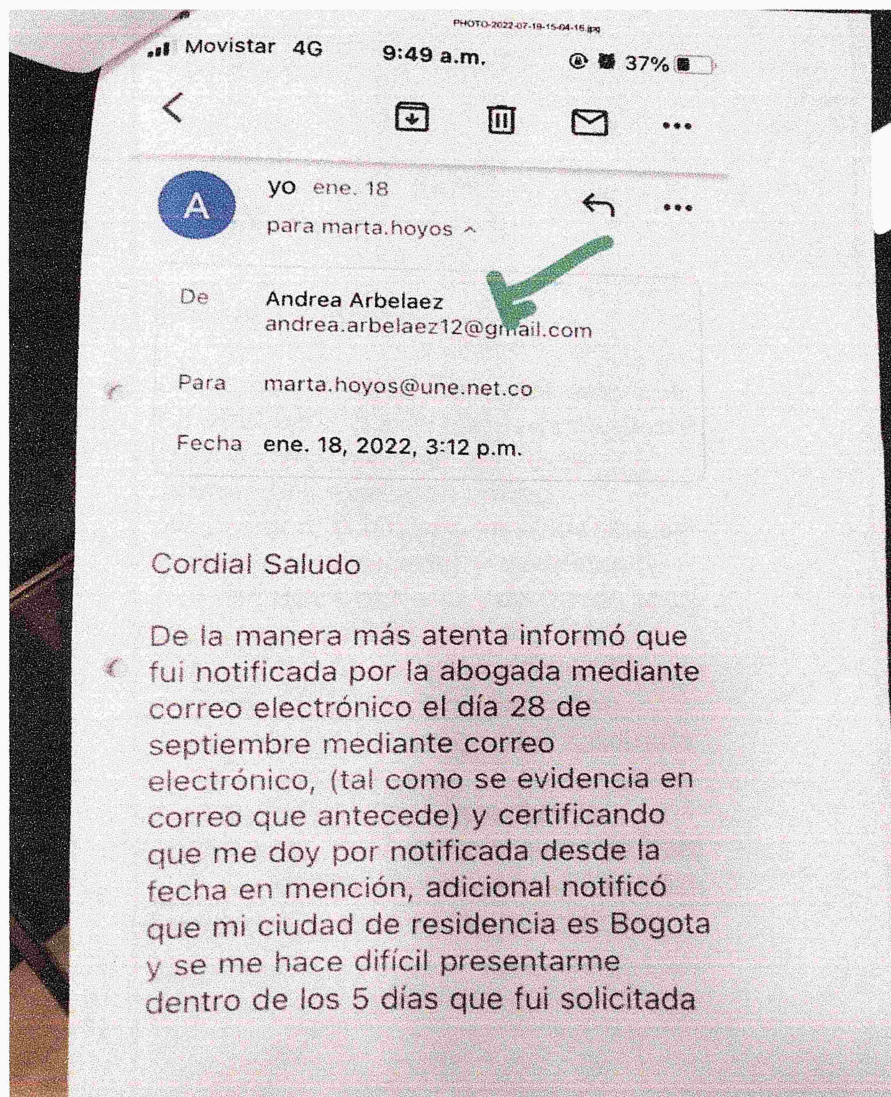 PHOTO-2022-07-19-15-04-16.jpg
Movistar 4G 9:49 a.m. 37%
A
yo ene. 18
para marta.hoyos
De Andrea Arbelaez
andrea.arbelaez12@gmail.com
Para marta.hoyos@une.net.co
Fecha ene. 18, 2022, 3:12 p.m.
Cordial Saludo
De la manera más atenta informó que
fui notificada por la abogada mediante
correo electrónico el día 28 de
septiembre mediante correo
electrónico, (tal como se evidencia en
correo que antecede) y certificando
que me doy por notificada desde la
fecha en mención, adicional notificó
que mi ciudad de residencia es Bogota
y se me hace difícil presentarme
dentro de los 5 días que fui solicitada